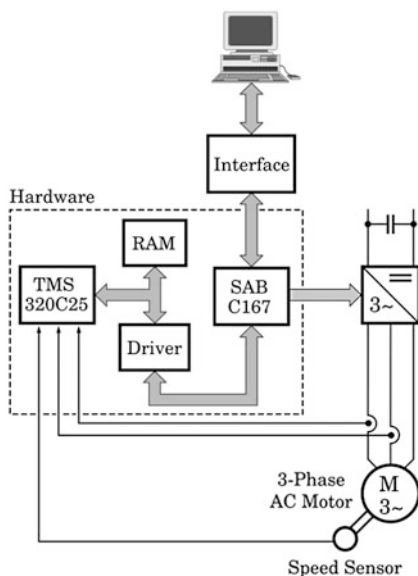 Interface
Hardware
RAM
TMS
320C25
SAB
C167
3~
Driver
3-Phase
AC Motor
M
3~
Speed Sensor